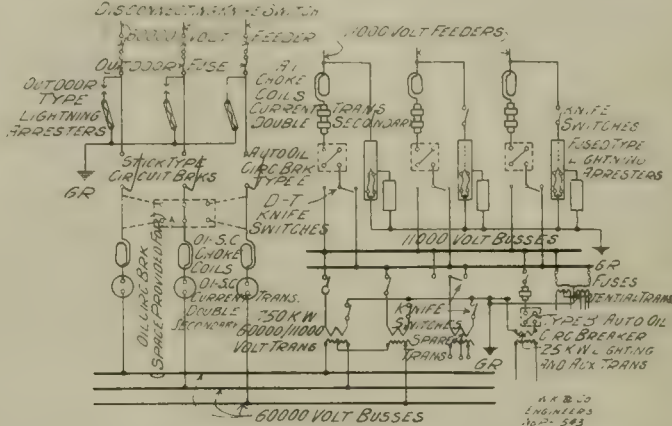 DISCONNECTING KNIFE SWITCH
60000 VOLT FEEDER
OUTDOOR FUSE
OUTDOOR
TYPE
LIGHTNING
ARRESTERS
GR
STICK TYPE
CIRCUIT BRKS
AUTO OIL
CIRC BRK
TYPE E
OIL CIRC BRK
SPACE PROVIDED FOR
A
01-S.C
CHOKE
COILS
01-S.C
CURRENT TRANS.
DOUBLE
SECONDARY
11000 VOLT FEEDERS
A1
CHOKE
COILS
CURRENT TRANS
DOUBLE SECONDARY
KNIFE
SWITCHES
FUSED TYPE
LIGHTNING
ARRESTERS
D-T
KNIFE
SWITCHES
11000 VOLT BUSSES
GR
FUSES
POTENTIAL TRANS
750 KW
60000/11000
VOLT TRANS
KNIFE
SWITCHES
SPARE
TRANS
GR
AUTO OIL
CIRC BREAKER
25 KW LIGHTING
AND AUX TRANS
60000 VOLT BUSSES
ENGINEERS